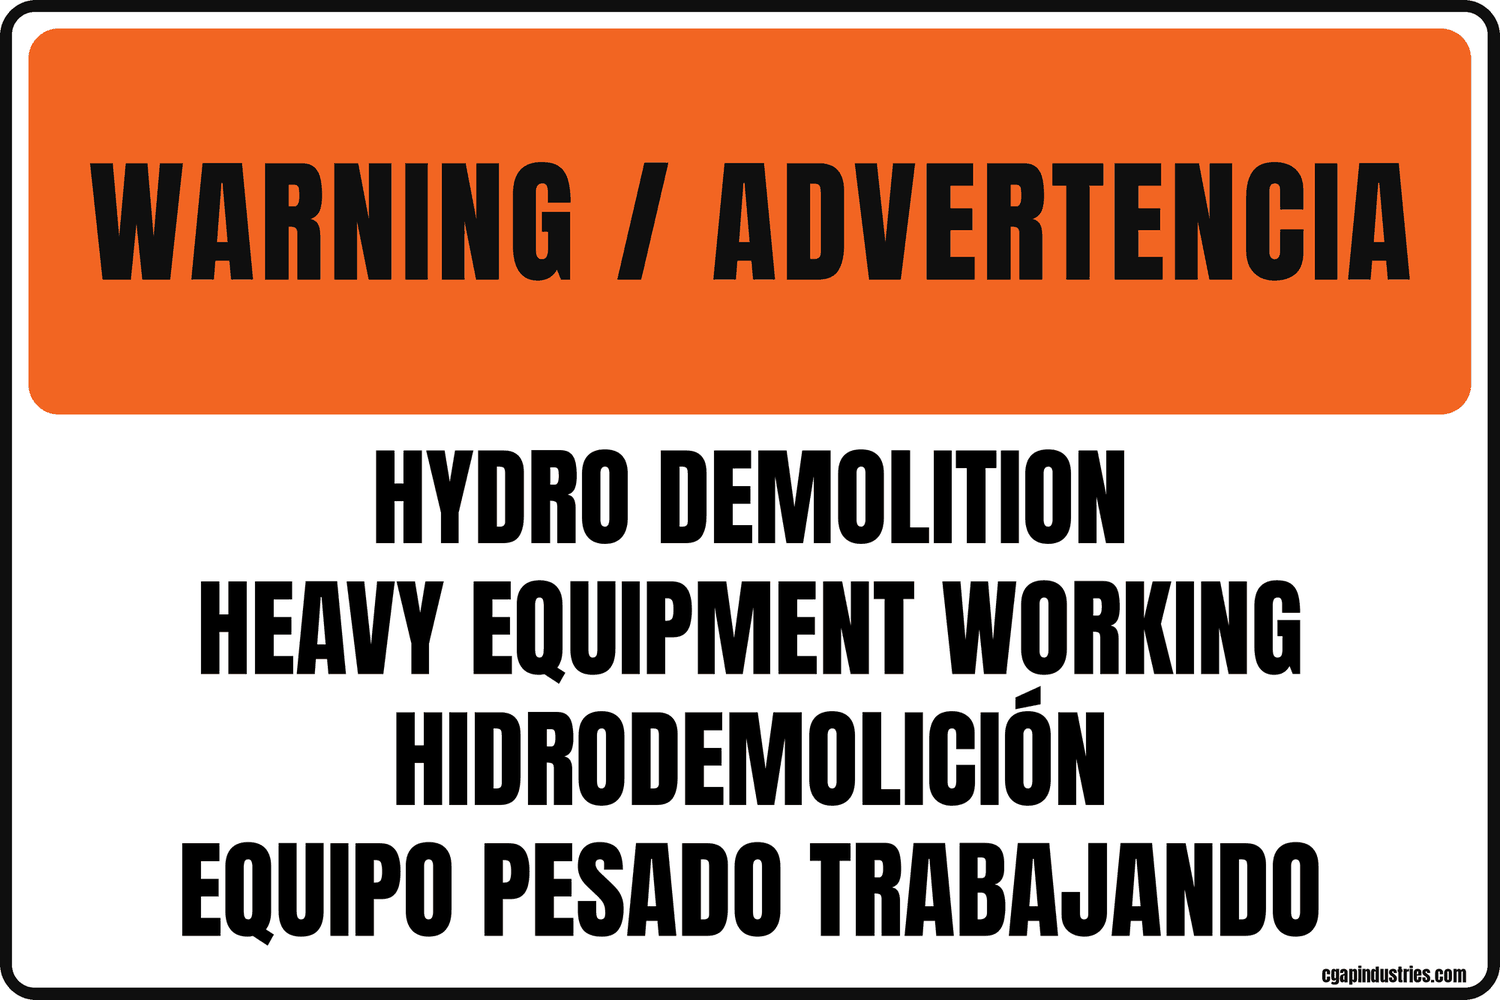 WARNING / ADVERTENCIA
HYDRO DEMOLITION
HEAVY EQUIPMENT WORKING
HIDRODEMOLICIÓN
EQUIPO PESADO TRABAJANDO
cgapindustries.com